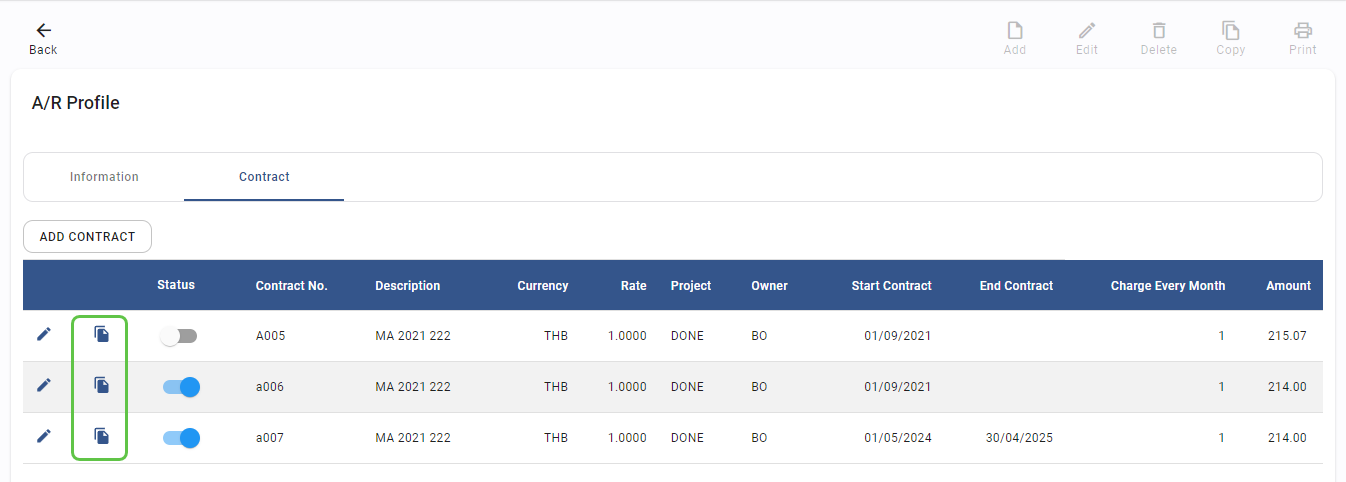 Back
Add Edit Delete Copy Print
A/R Profile
Information Contract
ADD CONTRACT
Status Contract No. Description Currency Rate Project Owner Start Contract End Contract Charge Every Month Amount
A005 MA 2021 222 THB 1.0000 DONE BO 01/09/2021 1 215.07
a006 MA 2021 222 THB 1.0000 DONE BO 01/09/2021 1 214.00
a007 MA 2021 222 THB 1.0000 DONE BO 01/05/2024 30/04/2025 1 214.00